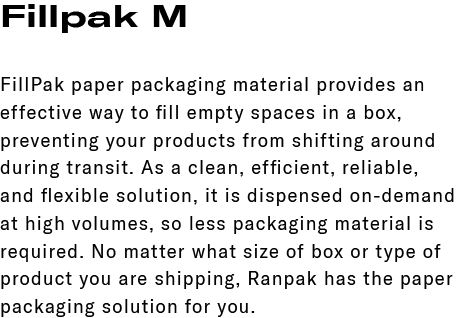 Fillpak M
FillPak paper packaging material provides an
effective way to fill empty spaces in a box,
preventing your products from shifting around
during transit. As a clean, efficient, reliable,
and flexible solution, it is dispensed on-demand
at high volumes, so less packaging material is
required. No matter what size of box or type of
product you are shipping, Ranpak has the paper
packaging solution for you.